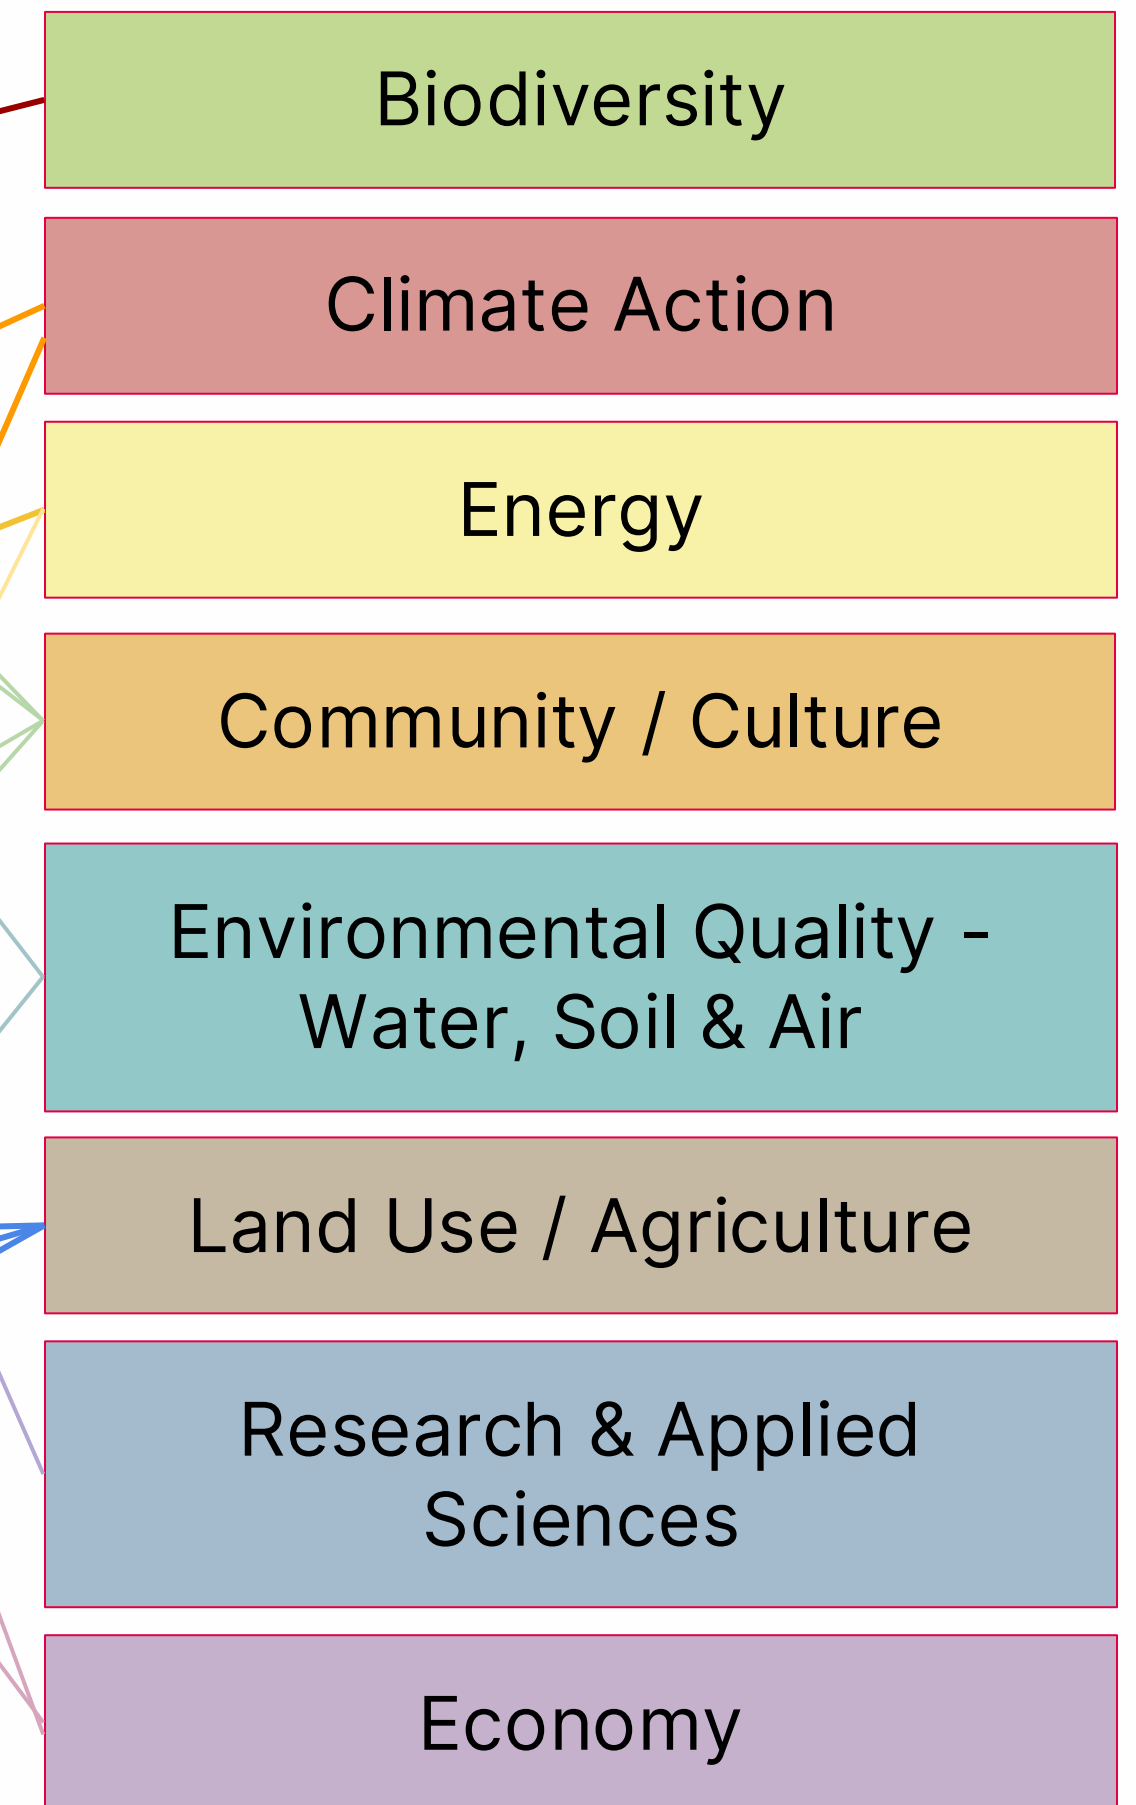 Biodiversity
Climate Action
Energy
Community / Culture
Environmental Quality -
Water, Soil & Air
Land Use / Agriculture
Research & Applied
Sciences
Economy